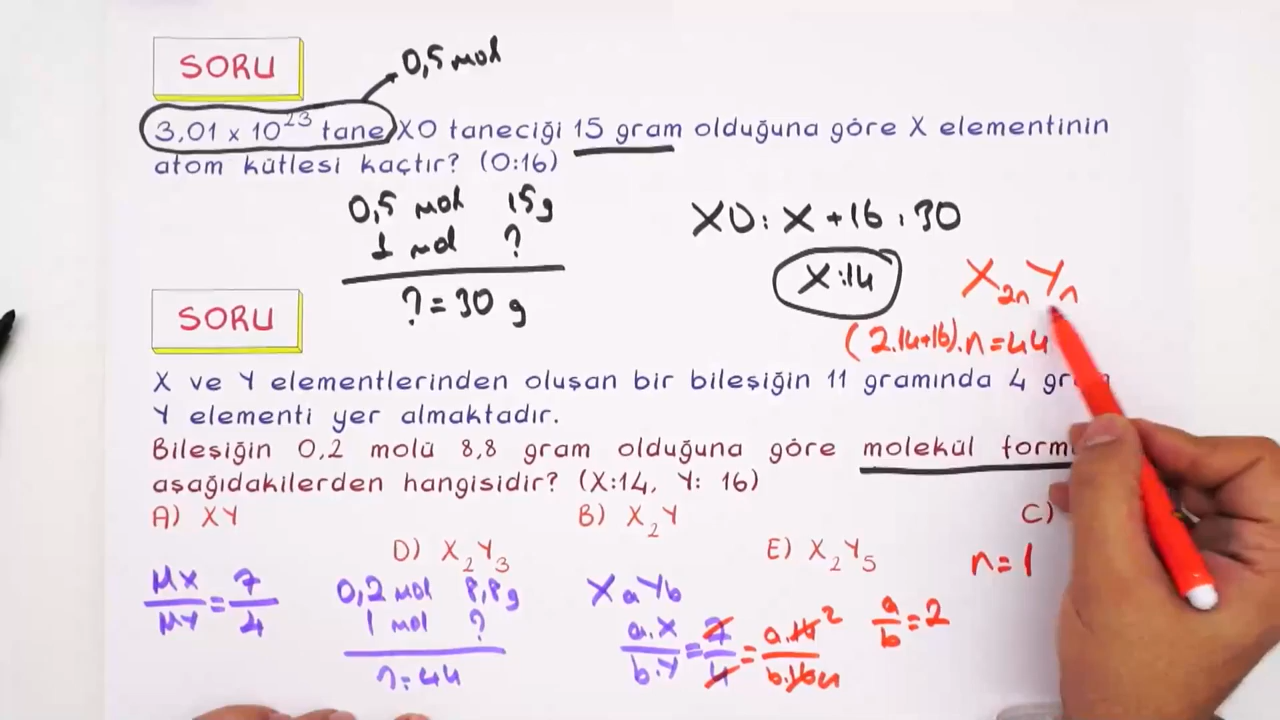 SORU
0,5 mol
3,01 x 10²³ tane XO taneciği 15 gram olduğuna göre X elementinin
atom kütlesi kaçtır? (O:16)
0,5 mol 15g
1 mol ?
?=30 g
XO: X+16:30
X:14
X₂ₙYₙ
(2.14+16).n=44
SORU
X ve Y elementlerinden oluşan bir bileşiğin 11 gramında 4
Y elementi yer almaktadır.
Bileşiğin 0,2 molü 8,8 gram olduğuna göre molekül
aşağıdakilerden hangisidir? (X:14, Y: 16)
A) XY
B) X₂Y
C)
D) X₂Y₃
E) X₂Y₅
n=1
MX/MY=7/4
0,2 mol 8,8g
1 mol ?
?=44
XaYb
a.X/b.Y=7/4=a.14²/b.16 4
a/b=2